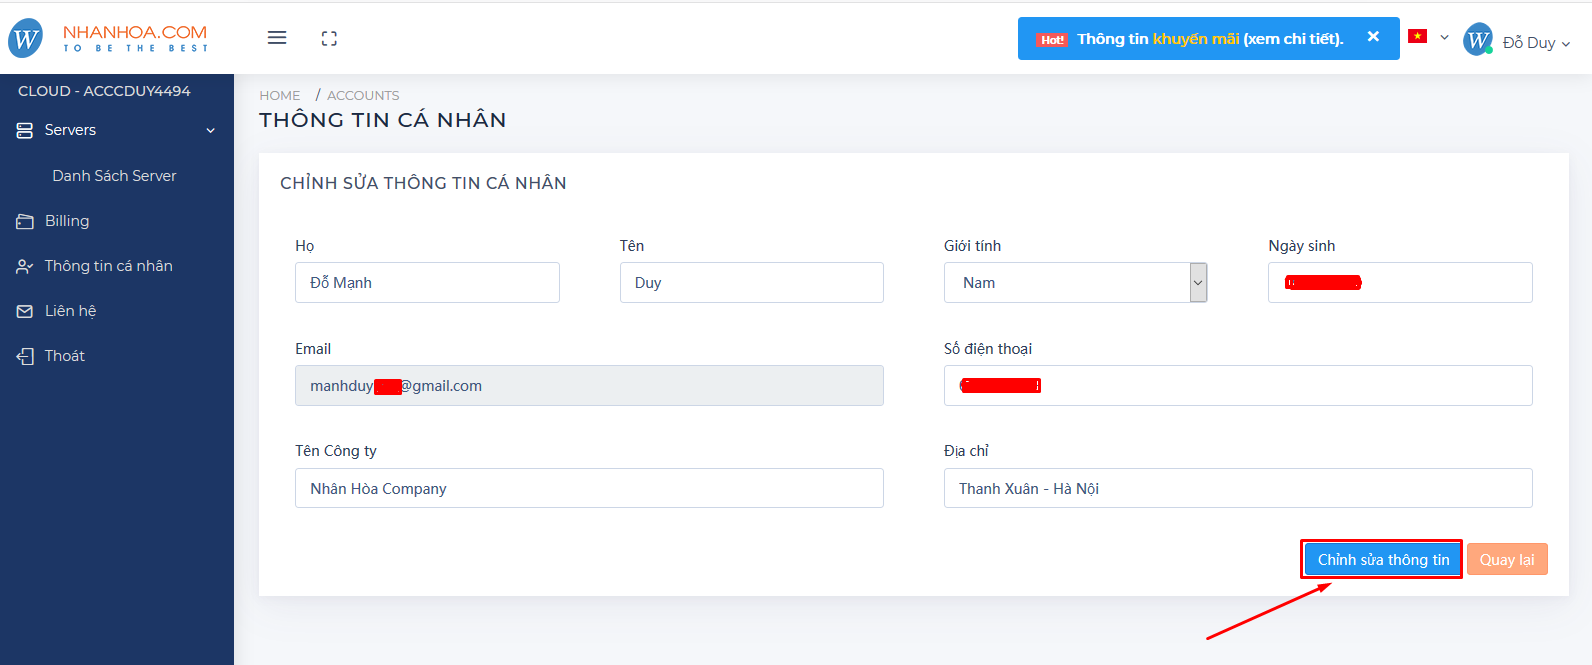 W NHANHOA.COM
TO BE THE BEST
Hot! Thông tin khuyến mãi (xem chi tiết). ×
W Đỗ Duy
CLOUD - ACCCDUY4494
Servers
Danh Sách Server
Billing
Thông tin cá nhân
Liên hệ
Thoát
HOME / ACCOUNTS
THÔNG TIN CÁ NHÂN
CHỈNH SỬA THÔNG TIN CÁ NHÂN
Họ Tên Giới tính Ngày sinh
Đỗ Mạnh Duy Nam
Email Số điện thoại
manhduy @gmail.com
Tên Công ty Địa chỉ
Nhân Hòa Company Thanh Xuân - Hà Nội
Chỉnh sửa thông tin Quay lại